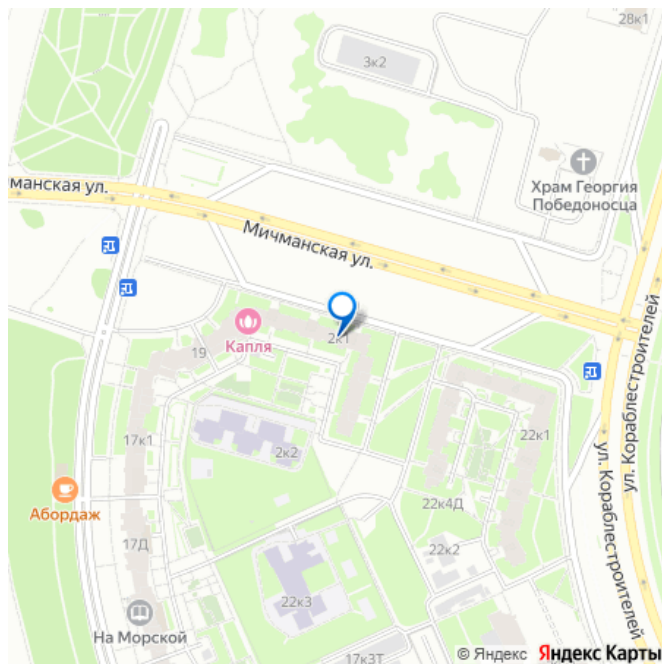 28к1
3к2
Храм Георгия
Победоносца
манская ул.
Мичманская ул.
ул. Кораблестроителей
2к1
Капля
19
17к1
2к2
22к1
ул. Кораблестроителей
Абордаж
22к4Д
17Д
22к2
22к3
На Морской
17к3Т
© Яндекс Яндекс Карты